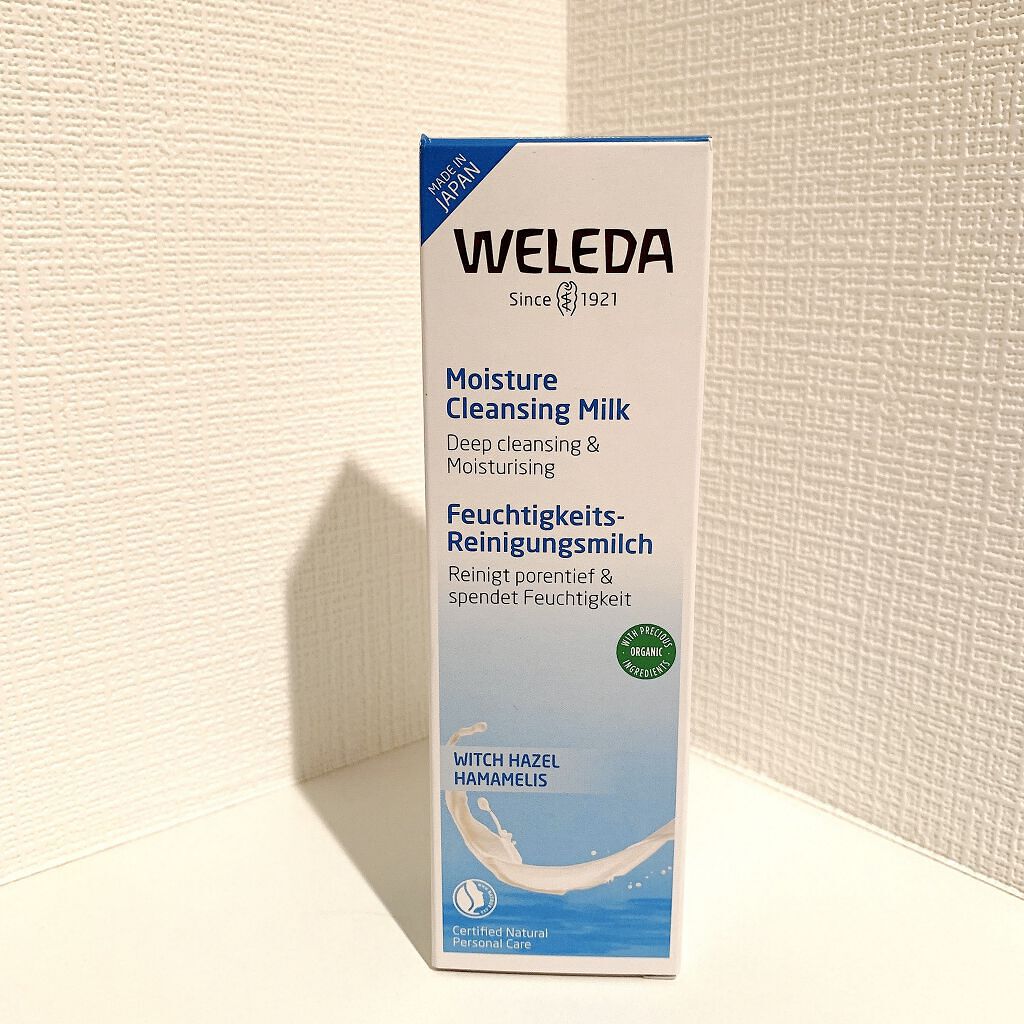 MADE IN
JAPAN
WELEDA
Since 1921
Moisture
Cleansing Milk
Deep cleansing &
Moisturising
Feuchtigkeits-
Reinigungsmilch
Reinigt porentief &
spendet Feuchtigkeit
WITH PRECIOUS
ORGANIC
INGREDIENTS
WITCH HAZEL
HAMAMELIS
Certified Natural
Personal Care